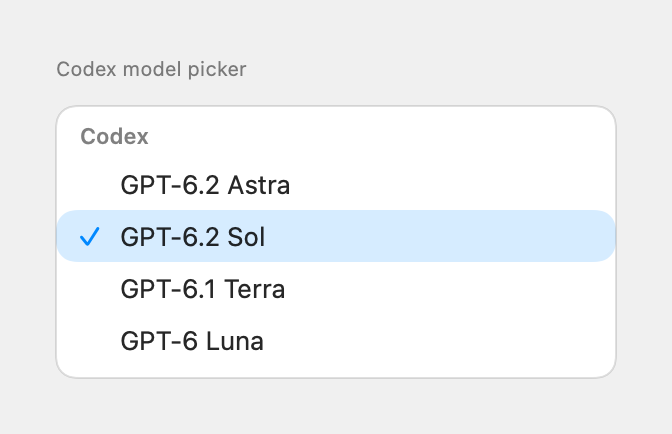 Codex model picker
Codex
GPT-6.2 Astra
GPT-6.2 Sol
GPT-6.1 Terra
GPT-6 Luna